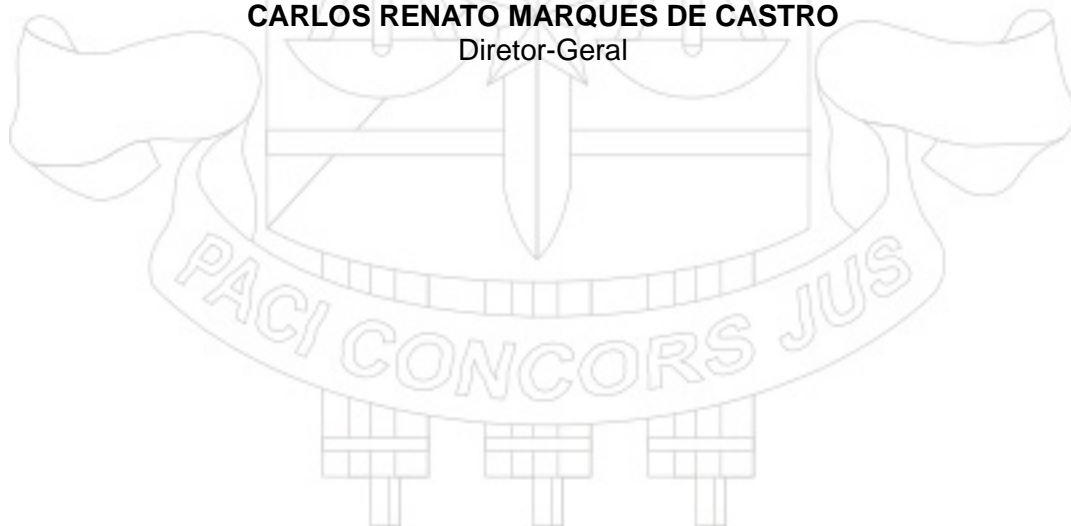 CARLOS RENATO MARQUES DE CASTRO
Diretor-Geral
PACI CONCORS JUS